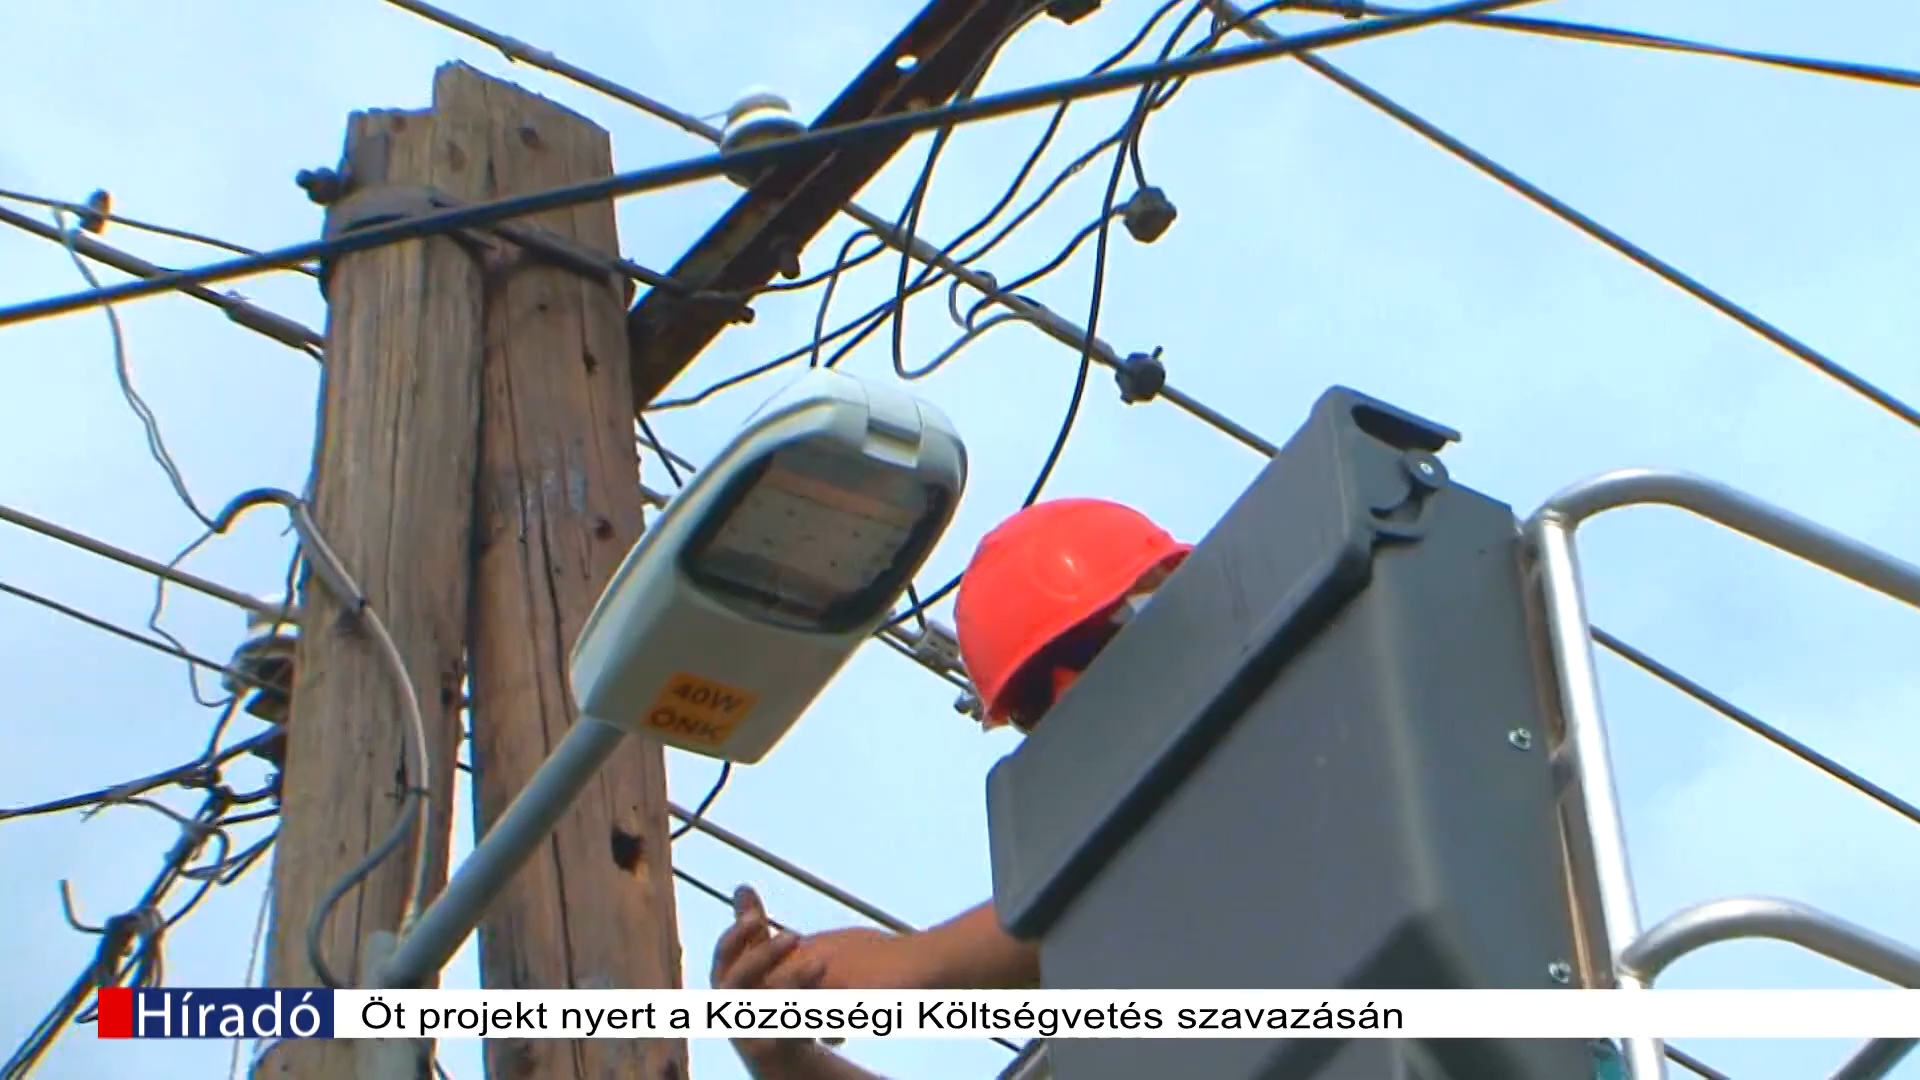 40W
ÖNK
Híradó Öt projekt nyert a Közösségi Költségvetés szavazásán